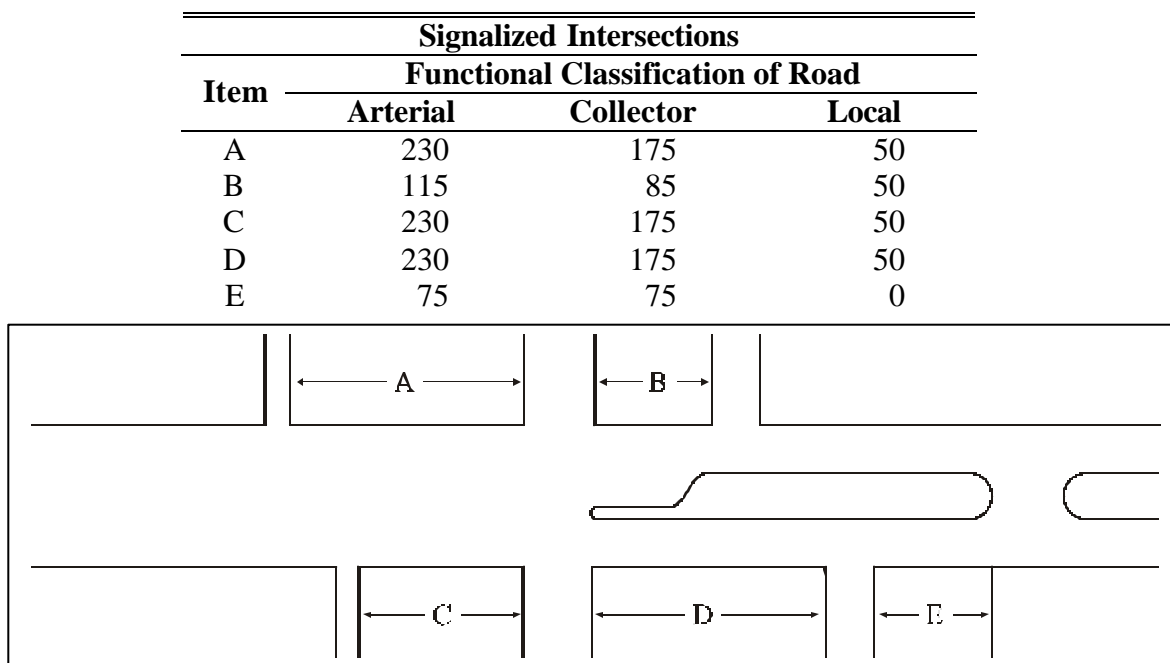 Signalized Intersections
Item Functional Classification of Road
Arterial Collector Local
A 230 175 50
B 115 85 50
C 230 175 50
D 230 175 50
E 75 75 0
A B
C D E